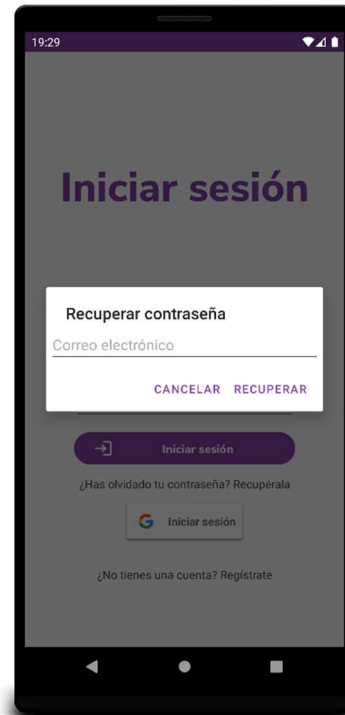 19:29
Iniciar sesión
Recuperar contraseña
Correo electrónico
CANCELAR RECUPERAR
Iniciar sesión
¿Has olvidado tu contraseña? Recupérala
Iniciar sesión
¿No tienes una cuenta? Regístrate